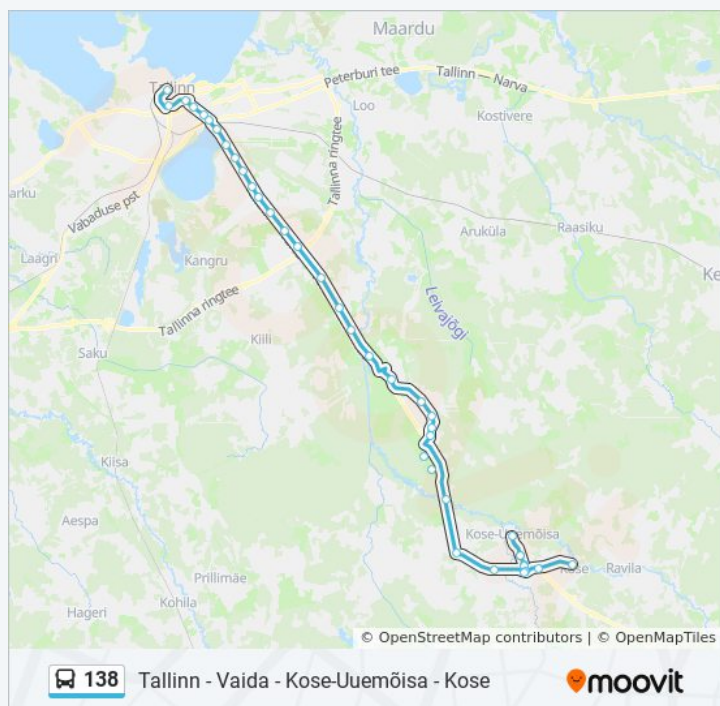 Maardu
Tallinn
Peterburi tee
Tallinn — Narva
Loo
Kostivere
Tallinna ringtee
arku
Vabaduse pst
Laagri
Kangru
Aruküla
Raasiku
Ke
Leivajõgi
Tallinna ringtee
Saku
Kiili
Kiisa
Aespa
Kose-Uuemõisa
Prillimäe
Kose
Ravila
Hageri
Kohila
© OpenStreetMap contributors | © OpenMapTiles
138 Tallinn - Vaida - Kose-Uuemõisa - Kose
moovit